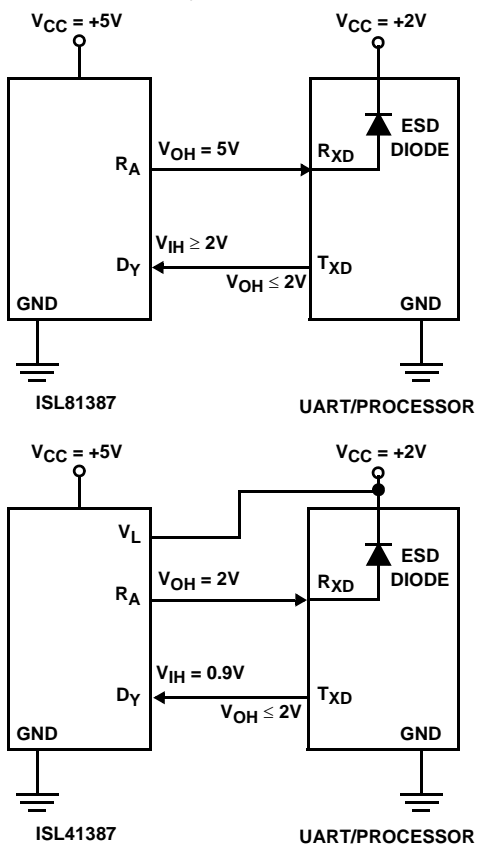 VCC = +5V
VCC = +2V
ESD
DIODE
RA
VOH = 5V
RXD
VIH ≥ 2V
DY
TXD
VOH ≤ 2V
GND
GND
ISL81387
UART/PROCESSOR
VCC = +5V
VCC = +2V
VL
ESD
DIODE
RA
VOH = 2V
RXD
VIH = 0.9V
DY
TXD
VOH ≤ 2V
GND
GND
ISL41387
UART/PROCESSOR